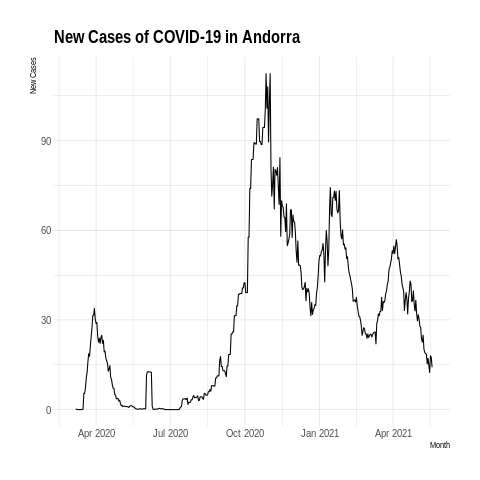 New Cases of COVID-19 in Andorra
New Cases
90
60
30
0
Apr 2020 Jul 2020 Oct 2020 Jan 2021 Apr 2021
Month